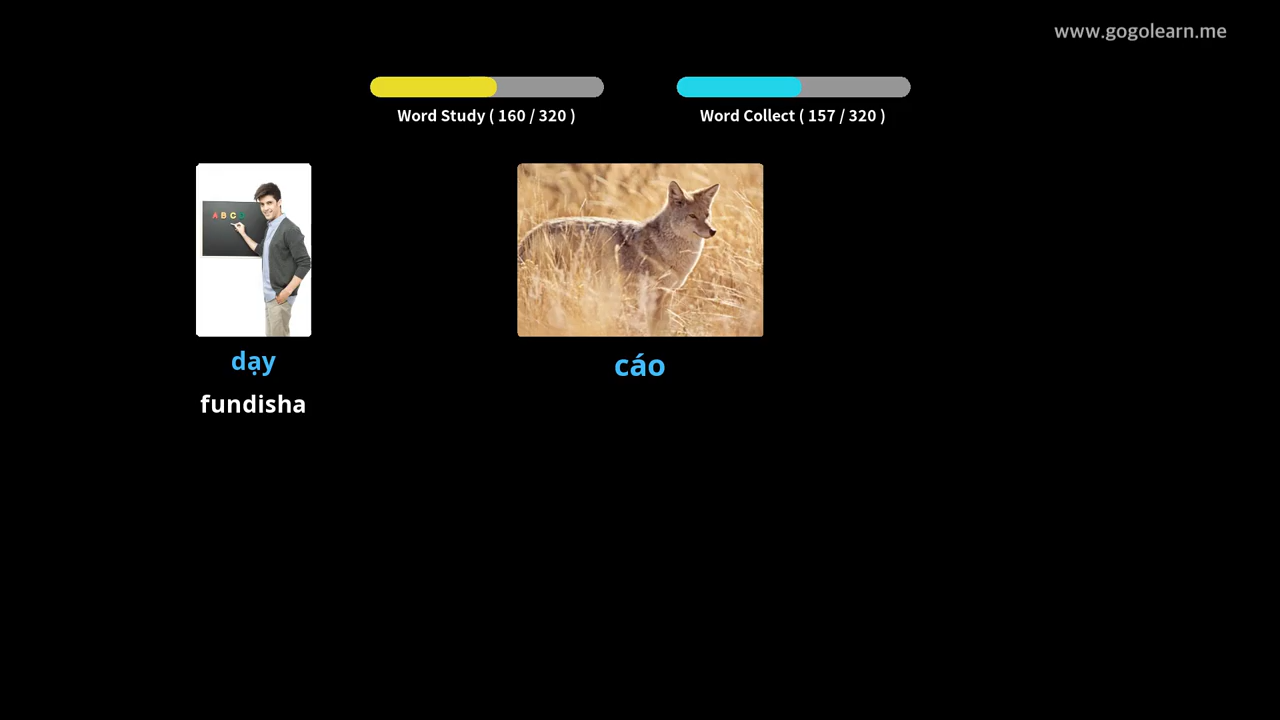 www.gogolearn.me
Word Study ( 160 / 320 )
Word Collect ( 157 / 320 )
A B C D
dạy
fundisha
cáo